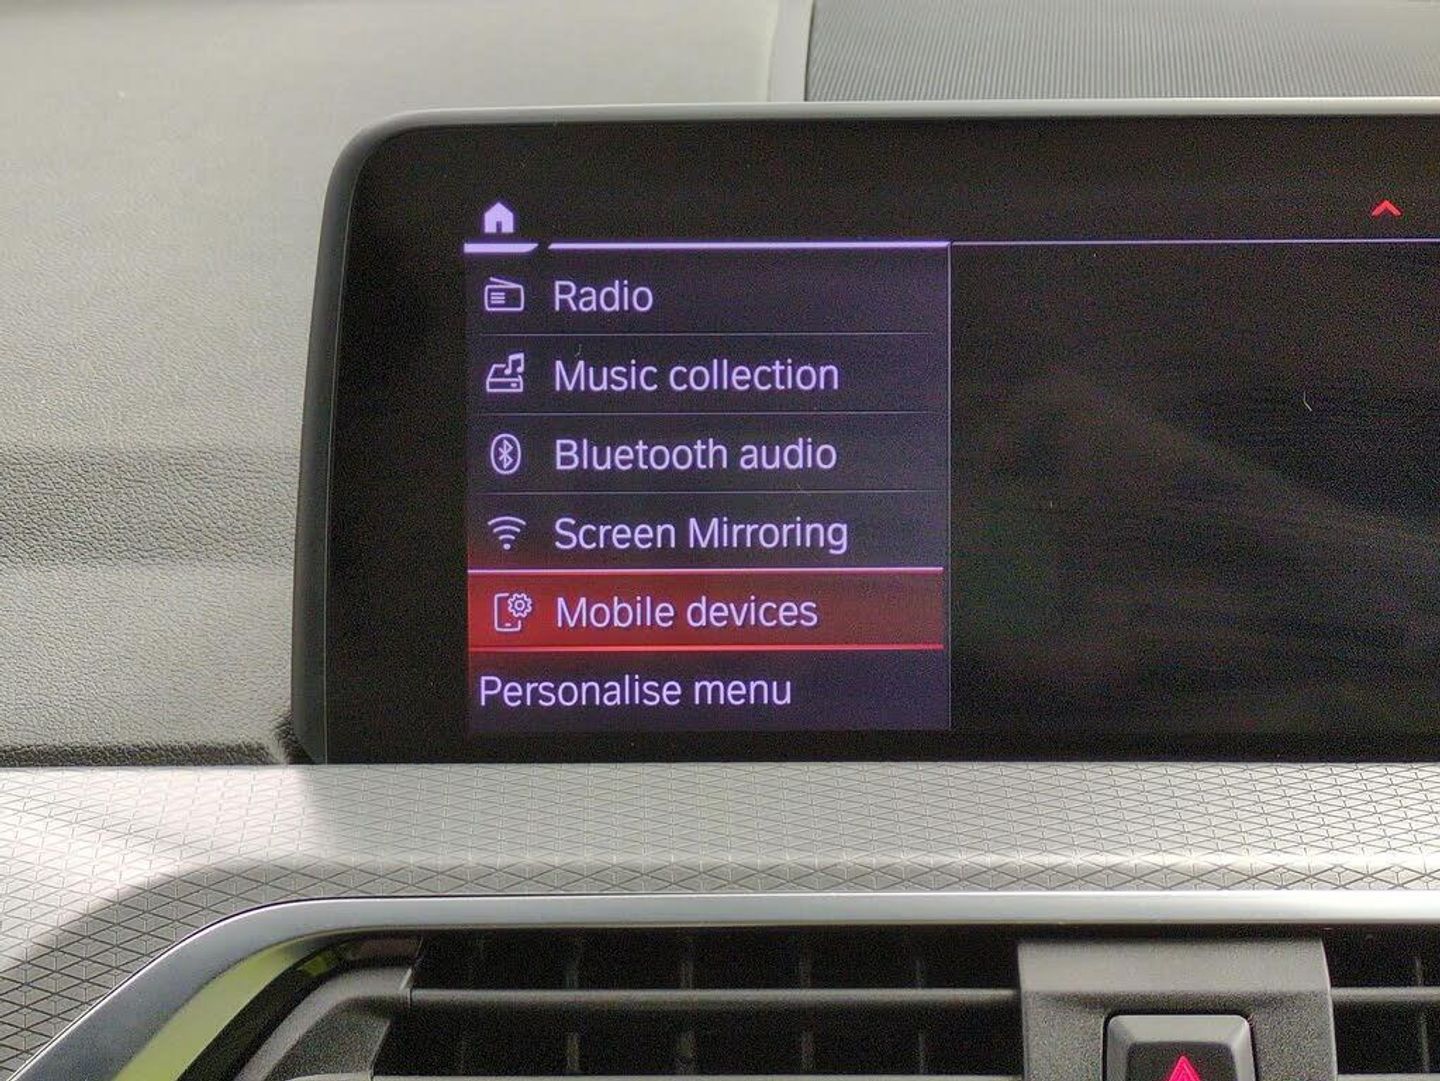 Radio
Music collection
Bluetooth audio
Screen Mirroring
Mobile devices
Personalise menu